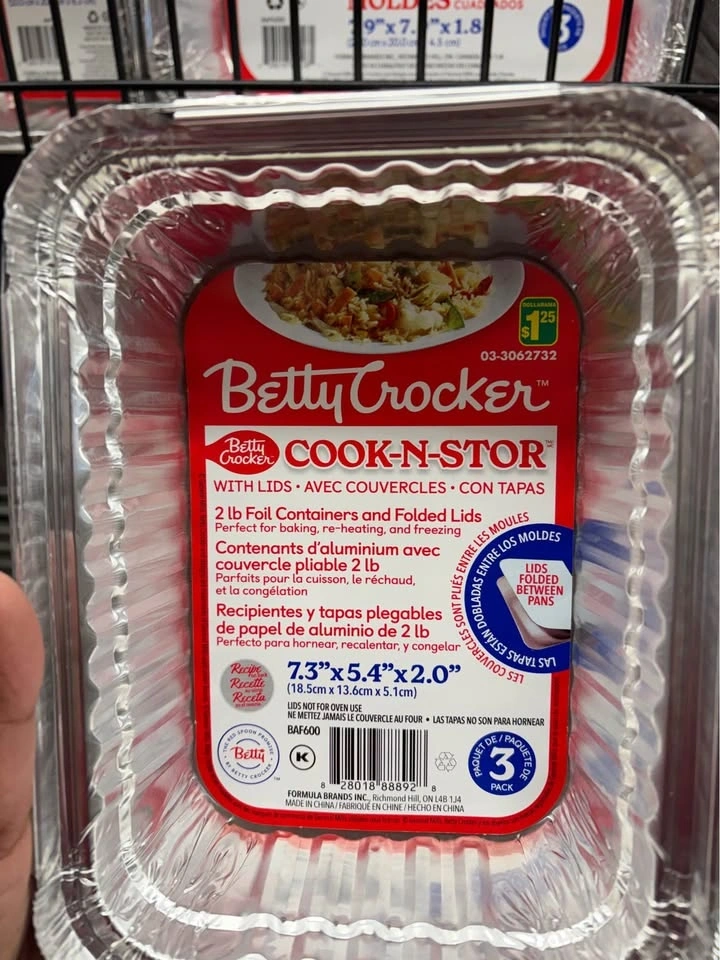 MOLDES CUADRADOS
3
DOLLARAMA
$1.25
03-3062732
Betty Crocker™
Betty Crocker COOK-N-STOR™
WITH LIDS • AVEC COUVERCLES • CON TAPAS
2 lb Foil Containers and Folded Lids
Perfect for baking, re-heating, and freezing
Contenants d'aluminium avec
couvercle pliable 2 lb
Parfaits pour la cuisson, le réchaud,
et la congélation
Recipientes y tapas plegables
de papel de aluminio de 2 lb
Perfecto para hornear, recalentar, y congelar
LES COUVERCLES SONT PLIÉS ENTRE LES MOULES
LAS TAPAS ESTÁN DOBLADAS ENTRE LOS MOLDES
LIDS
FOLDED
BETWEEN
PANS
Recipe
Recette
Receta
7.3”x5.4”x2.0”
(18.5cm x 13.6cm x 5.1cm)
LIDS NOT FOR OVEN USE
NE METTEZ JAMAIS LE COUVERCLE AU FOUR • LAS TAPAS NO SON PARA HORNEAR
BAF600
THE RED SPOON PROMISE
Betty
BY BETTY CROCKER™
K
8 28018 88892 8
PAQUET DE / PAQUETE DE
3
PACK
FORMULA BRANDS INC., Richmond Hill, ON L4B 1J4
MADE IN CHINA / FABRIQUÉ EN CHINE / HECHO EN CHINA